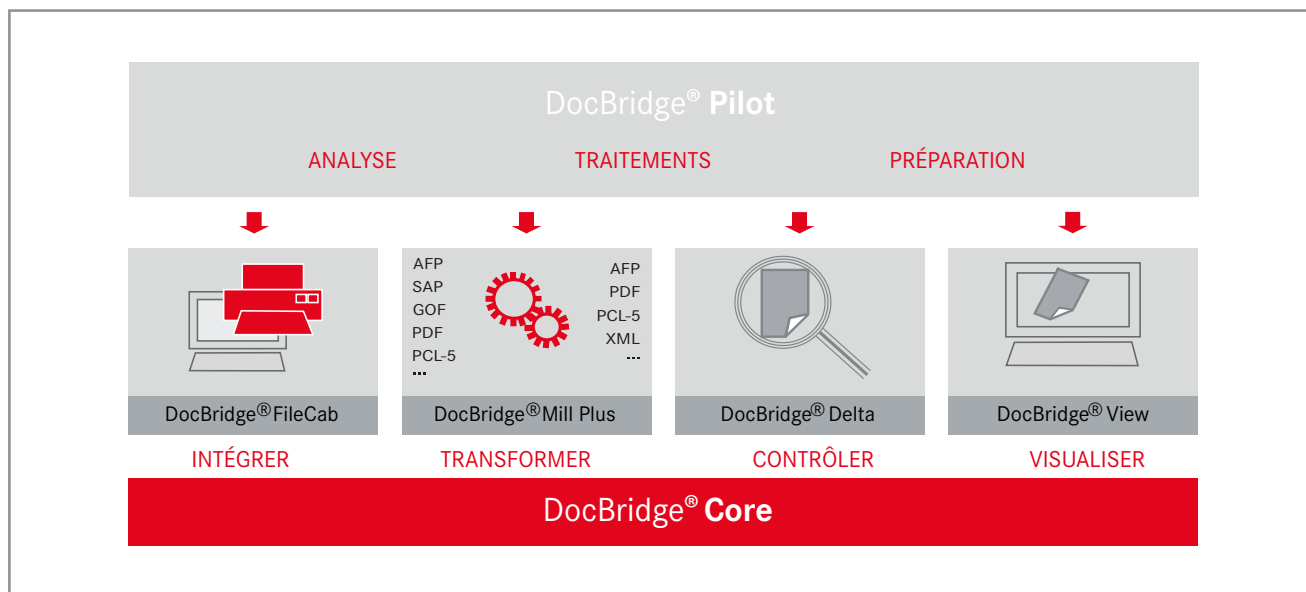 DocBridge® Pilot
ANALYSE TRAITEMENTS PRÉPARATION
AFP
SAP
GOF
PDF
PCL-5
...
AFP
PDF
PCL-5
XML
...
DocBridge® FileCab
DocBridge® Mill Plus
DocBridge® Delta
DocBridge® View
INTÉGRER
TRANSFORMER
CONTRÔLER
VISUALISER
DocBridge® Core